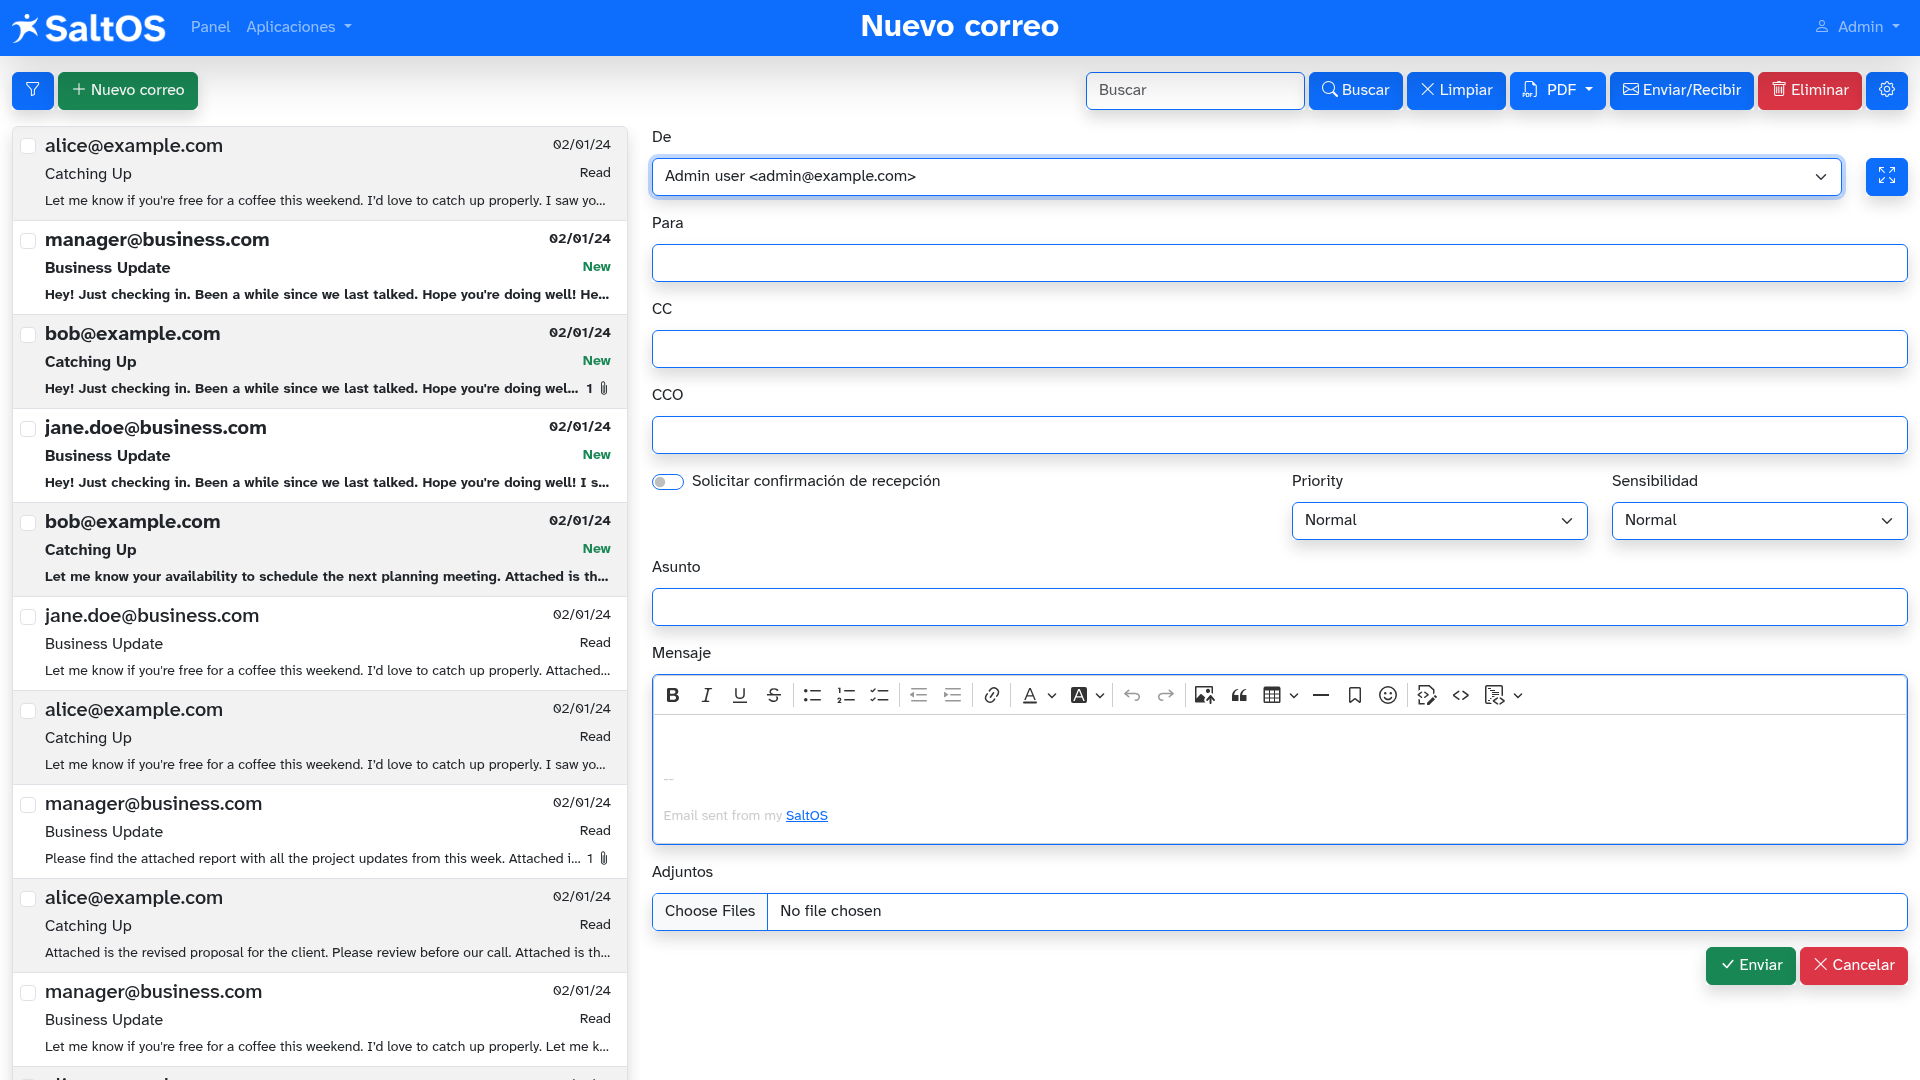 SaltOS Panel Aplicaciones Nuevo correo Admin
Nuevo correo Buscar Buscar Limpiar PDF Enviar/Recibir Eliminar
alice@example.com 02/01/24
Catching Up Read
Let me know if you're free for a coffee this weekend. I'd love to catch up properly. I saw yo...
manager@business.com 02/01/24
Business Update New
Hey! Just checking in. Been a while since we last talked. Hope you're doing well! He...
bob@example.com 02/01/24
Catching Up New
Hey! Just checking in. Been a while since we last talked. Hope you're doing wel... 1
jane.doe@business.com 02/01/24
Business Update New
Hey! Just checking in. Been a while since we last talked. Hope you're doing well! I s...
bob@example.com 02/01/24
Catching Up New
Let me know your availability to schedule the next planning meeting. Attached is th...
jane.doe@business.com 02/01/24
Business Update Read
Let me know if you're free for a coffee this weekend. I'd love to catch up properly. Attached...
alice@example.com 02/01/24
Catching Up Read
Let me know if you're free for a coffee this weekend. I'd love to catch up properly. I saw yo...
manager@business.com 02/01/24
Business Update Read
Please find the attached report with all the project updates from this week. Attached i... 1
alice@example.com 02/01/24
Catching Up Read
Attached is the revised proposal for the client. Please review before our call. Attached is th...
manager@business.com 02/01/24
Business Update Read
Let me know if you're free for a coffee this weekend. I'd love to catch up properly. Let me k...
De
Admin user <admin@example.com>
Para
CC
CCO
Solicitar confirmación de recepción
Priority
Normal
Sensibilidad
Normal
Asunto
Mensaje
--
Email sent from my SaltOS
Adjuntos
Choose Files No file chosen
Enviar Cancelar